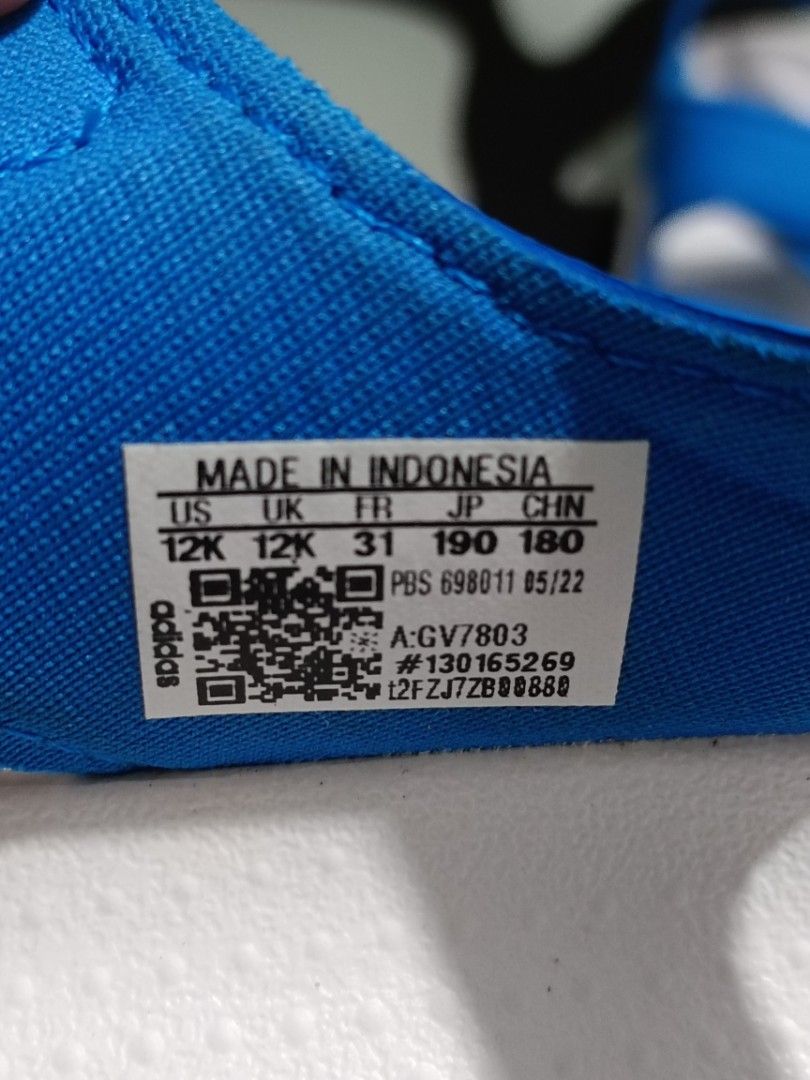 MADE IN INDONESIA
US UK FR JP CHN
12K 12K 31 190 180
PBS 698011 05/22
adidas
A:GV7803
#130165269
t2FZJ7ZB00880